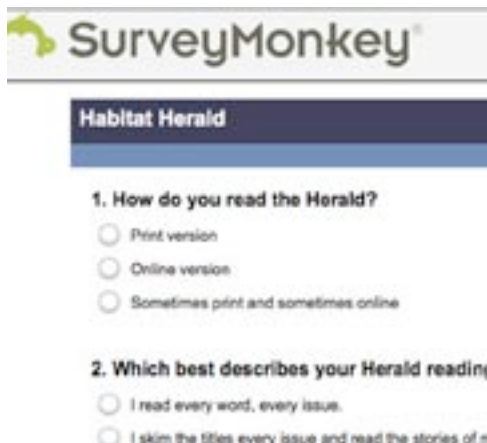 SurveyMonkey
Habitat Herald
1. How do you read the Herald?
Print version
Online version
Sometimes print and sometimes online
2. Which best describes your Herald reading
I read every word, every issue.
I skim the titles every issue and read the stories of